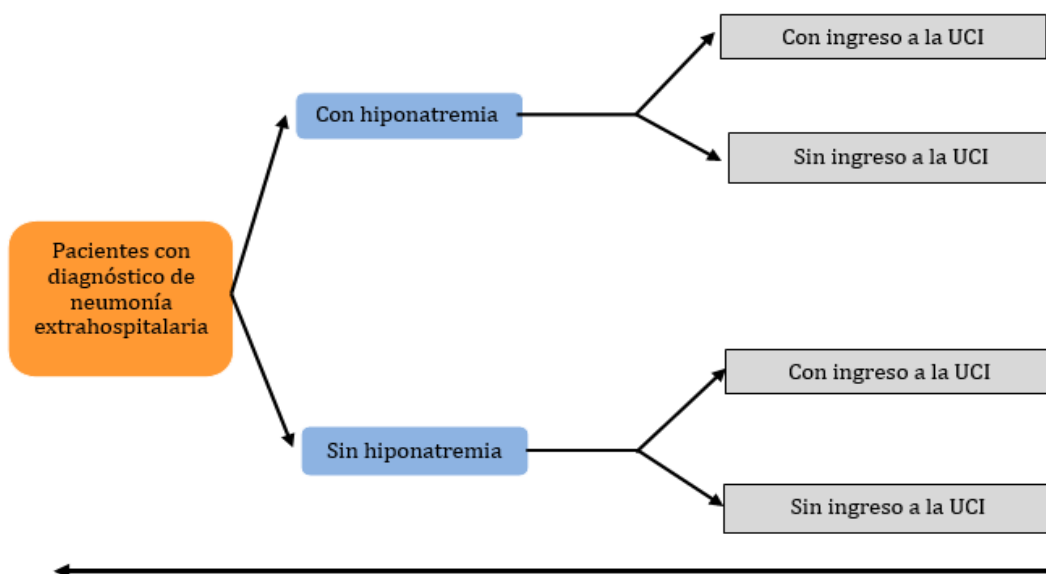 Con ingreso a la UCI
Con hiponatremia
Sin ingreso a la UCI
Pacientes con
diagnóstico de
neumonía
extrahospitalaria
Con ingreso a la UCI
Sin hiponatremia
Sin ingreso a la UCI